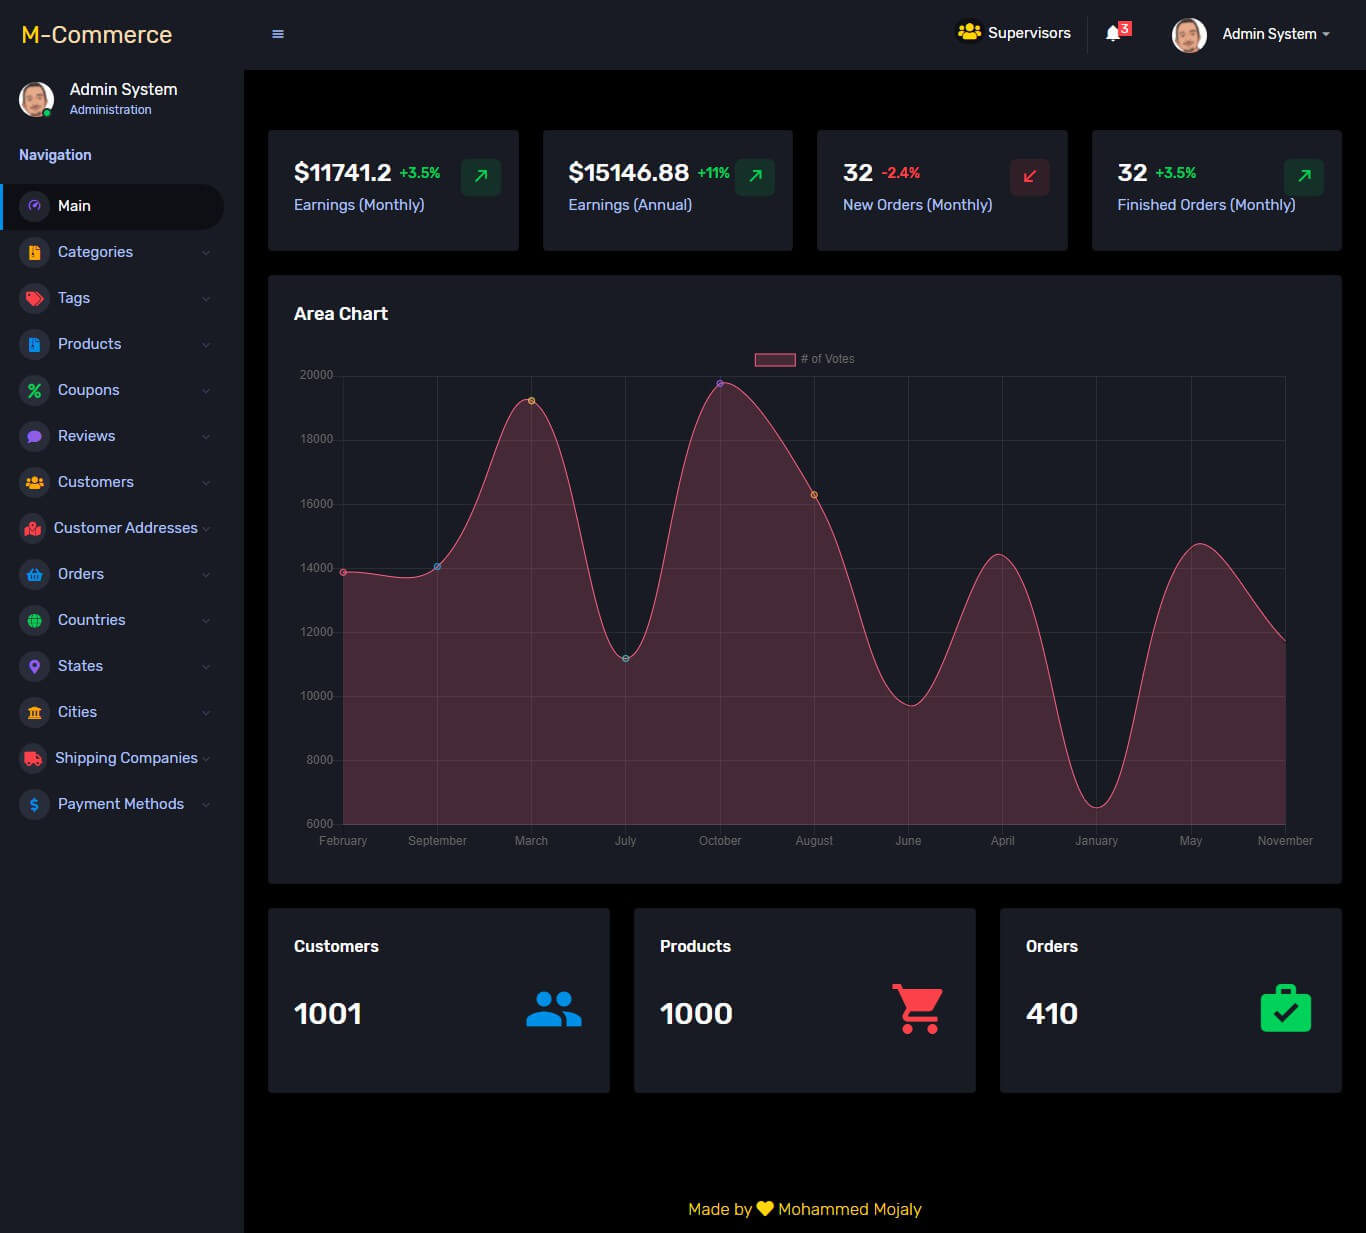 M-Commerce
Supervisors
3
Admin System
Admin System
Administration
Navigation
Main
Categories
Tags
Products
Coupons
Reviews
Customers
Customer Addresses
Orders
Countries
States
Cities
Shipping Companies
Payment Methods
$11741.2 +3.5%
Earnings (Monthly)
$15146.88 +11%
Earnings (Annual)
32 -2.4%
New Orders (Monthly)
32 +3.5%
Finished Orders (Monthly)
Area Chart
# of Votes
20000
18000
16000
14000
12000
10000
8000
6000
February September March July October August June April January May November
Customers
1001
Products
1000
Orders
410
Made by Mohammed Mojaly